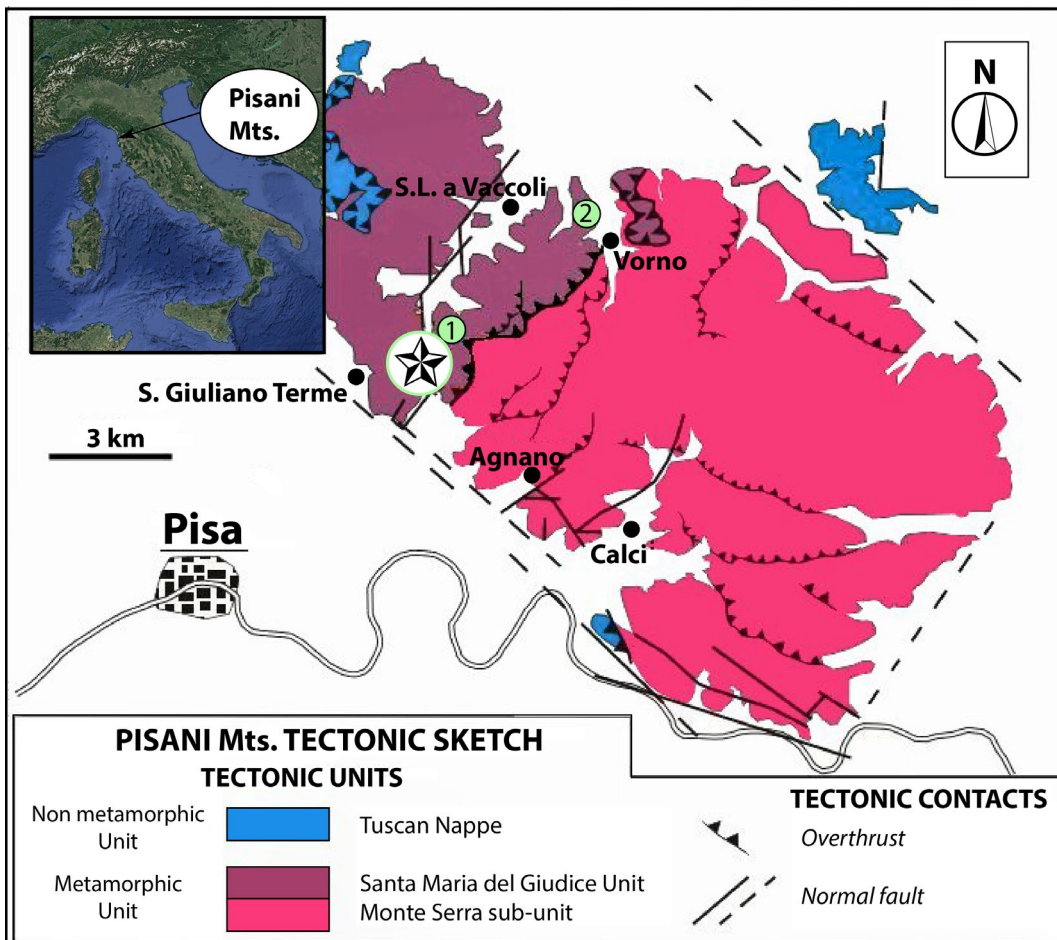 Pisani
Mts.
N
S.L. a Vaccoli
2
Vorno
1
S. Giuliano Terme
3 km
Agnano
Pisa
Calci
PISANI Mts. TECTONIC SKETCH
TECTONIC UNITS
Non metamorphic
Unit
Tuscan Nappe
Metamorphic
Unit
Santa Maria del Giudice Unit
Monte Serra sub-unit
TECTONIC CONTACTS
Overthrust
Normal fault